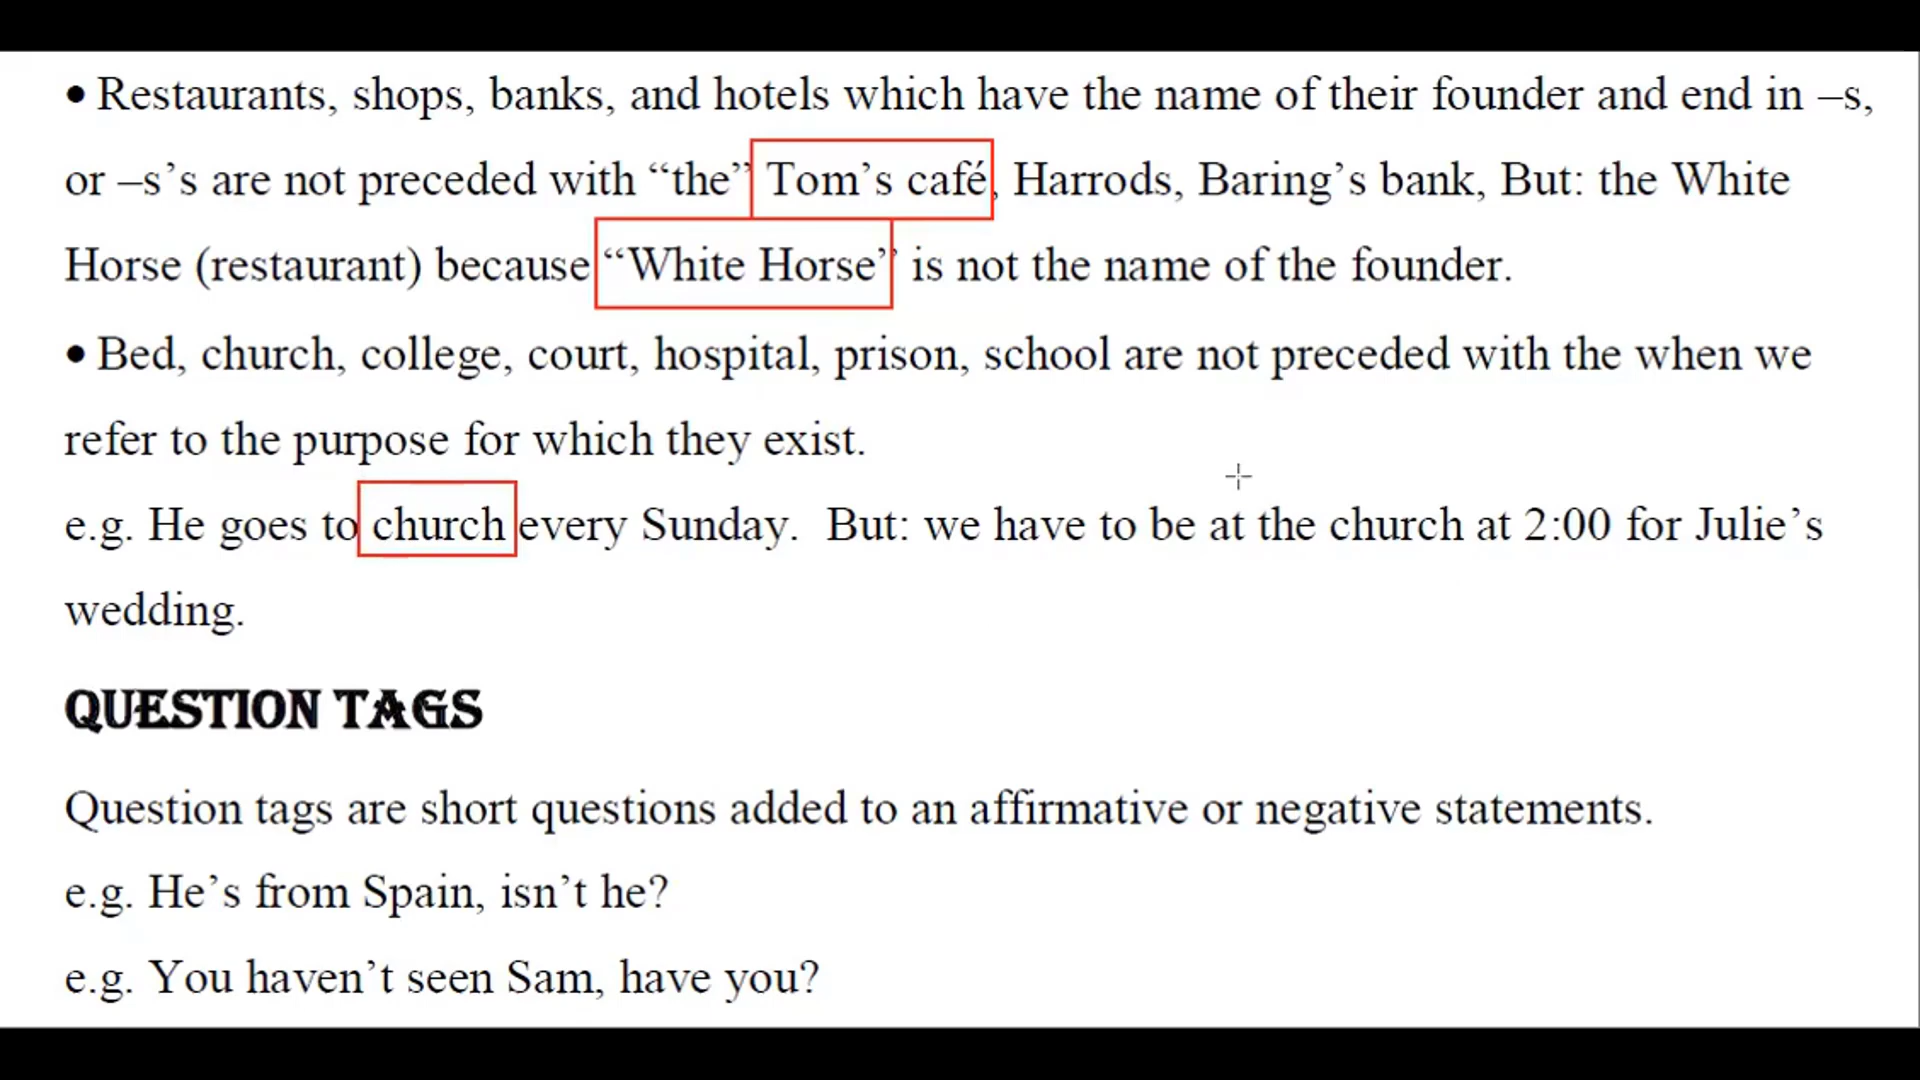 • Restaurants, shops, banks, and hotels which have the name of their founder and end in –s,
or –s’s are not preceded with “the” Tom’s café, Harrods, Baring’s bank, But: the White
Horse (restaurant) because “White Horse” is not the name of the founder.
• Bed, church, college, court, hospital, prison, school are not preceded with the when we
refer to the purpose for which they exist.
e.g. He goes to church every Sunday.  But: we have to be at the church at 2:00 for Julie’s
wedding.
QUESTION TAGS
Question tags are short questions added to an affirmative or negative statements.
e.g. He’s from Spain, isn’t he?
e.g. You haven’t seen Sam, have you?